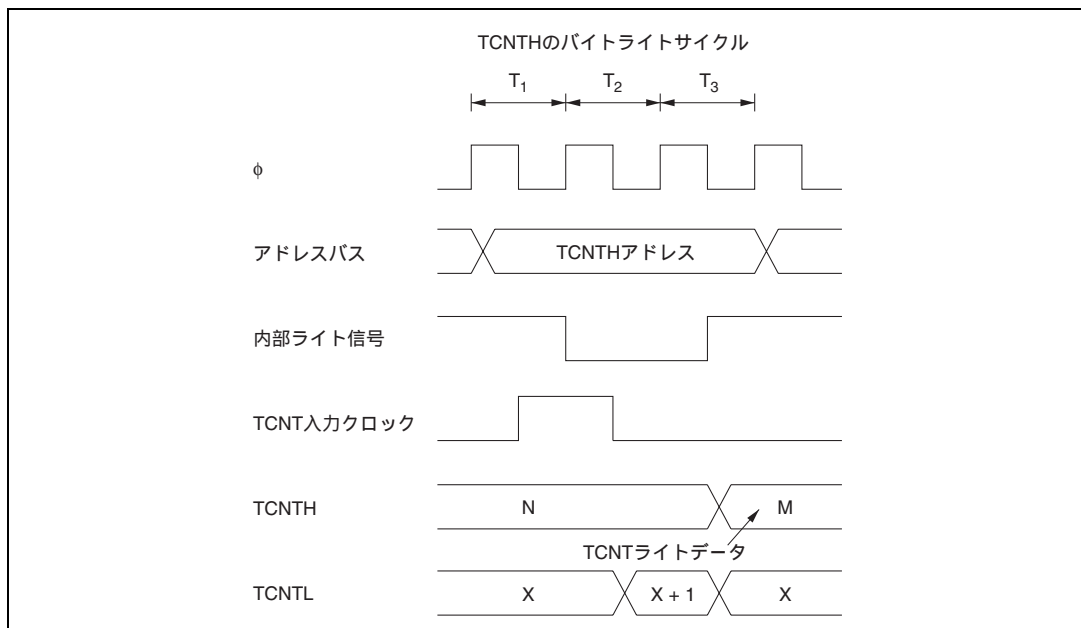 TCNTHのバイトライトサイクル
T1 T2 T3
φ
アドレスバス TCNTHアドレス
内部ライト信号
TCNT入力クロック
TCNTH N M
TCNTライトデータ
TCNTL X X + 1 X